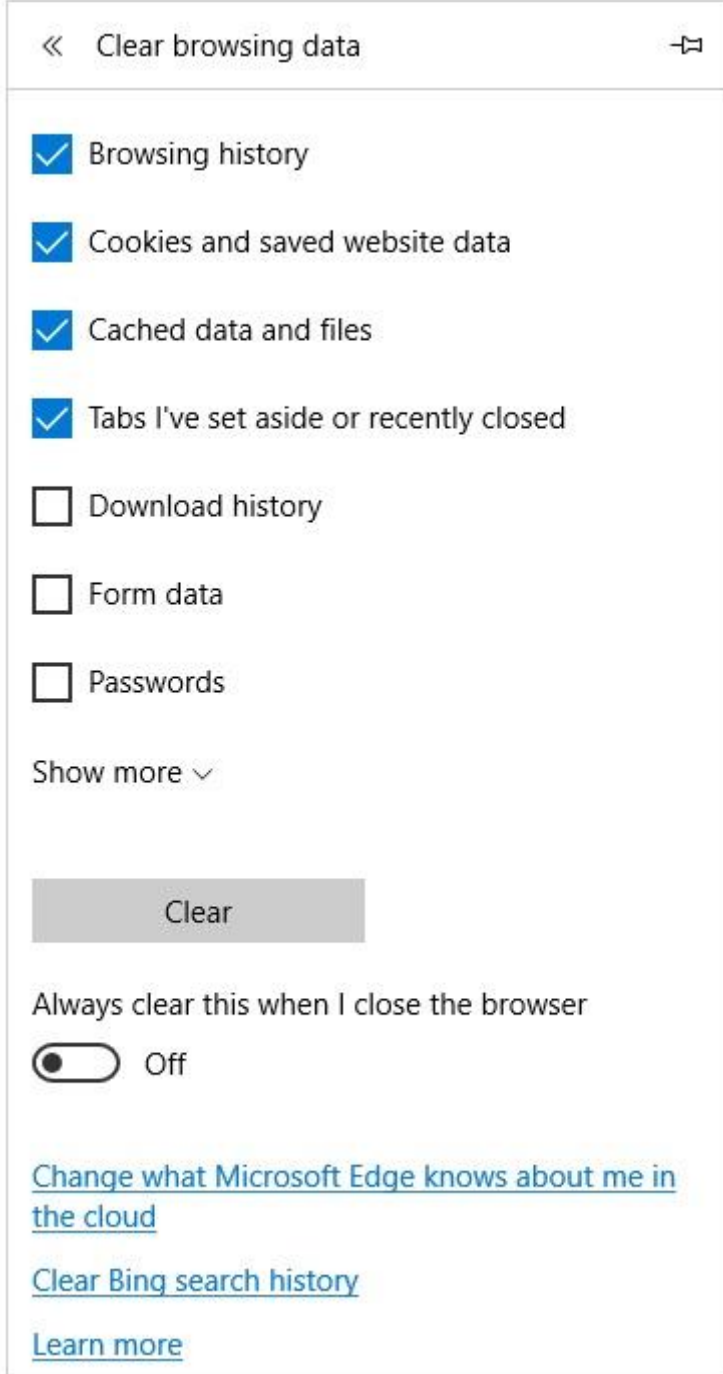 Clear browsing data
Browsing history
Cookies and saved website data
Cached data and files
Tabs I've set aside or recently closed
Download history
Form data
Passwords
Show more
Clear
Always clear this when I close the browser
Off
Change what Microsoft Edge knows about me in
the cloud
Clear Bing search history
Learn more